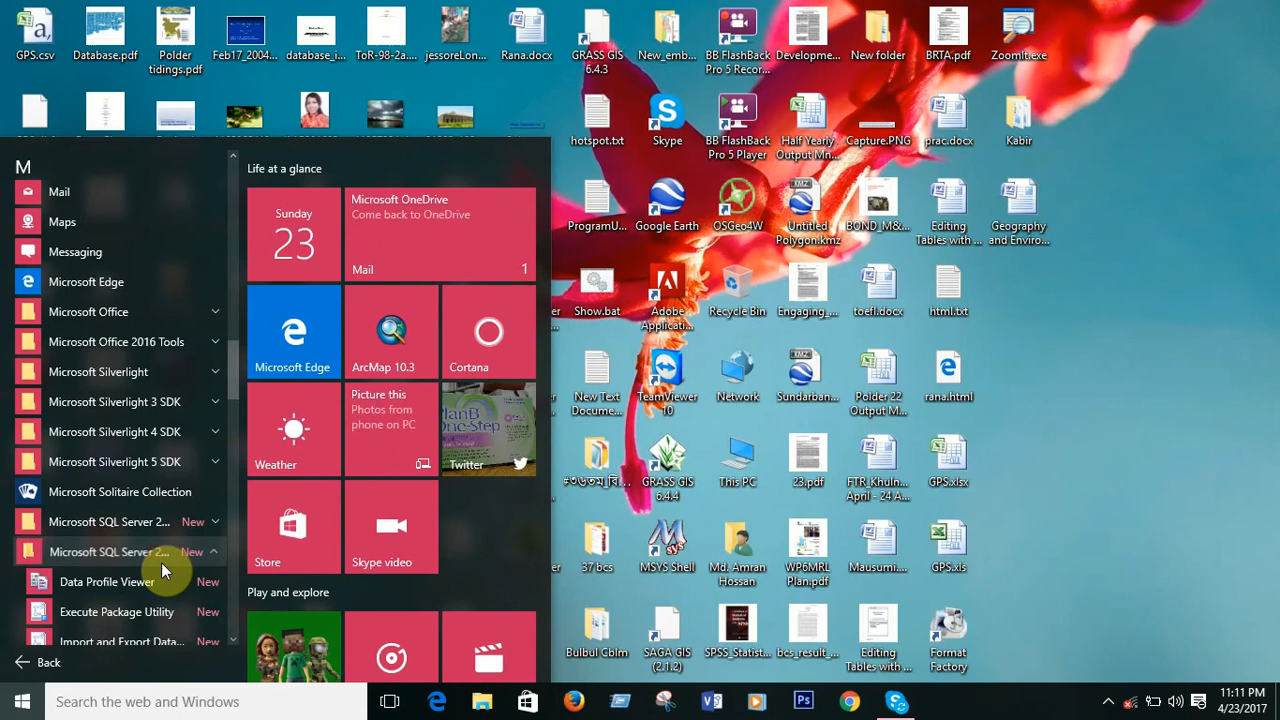 GPS.csv
Database.pdf
Polder
tidings.pdf
Feb17_2004...
database_i...
ToR-98-2a....
jessoreLon...
Rana.docx
GRASS GIS
6.4.3
New_emb...
BB FlashBack
Pro 5 Recor...
Developme...
New folder
BRTA.pdf
ZoomIt.exe
hotspot.txt
Skype
BB FlashBack
Pro 5 Player
Half Yearly
Output Mn...
Capture.PNG
prac.docx
Kabir
ProgramU...
Google Earth
OSGeo4W
Untitled
Polygon.kmz
BOND_M&...
Editing
Tables with ...
Geography
and Enviro...
Show.bat
Adobe
Applicati...
Recycle Bin
Engaging_...
toefl.docx
html.txt
New Text
Docume...
TeamViewer
10
Network
Sundarban...
Polder 22
Output M...
rana.html
#৩৬তম_বি...
GRASS GIS
6.4.4
This PC
23.pdf
FTR_Khuln...
April - 24 A...
GPS.xlsx
37 bcs
MSYS Shell
Md. Amran
Hossan
WP6MRL
Plan.pdf
Mausumi....
GPS.xls
Bulbul Cblm
SAGA GIS
(2.1.2)
SPSS_Statist...
bcs_result_...
Editing
Tables with ...
Format
Factory
M
Mail
Maps
Messaging
Microsoft Edge
Microsoft Office
Microsoft Office 2016 Tools
Microsoft Silverlight
Microsoft Silverlight 3 SDK
Microsoft Silverlight 4 SDK
Microsoft Silverlight 5 SDK
Microsoft Solitaire Collection
Microsoft SQL Server 2... New
Microsoft SQL Server 2... New
Data Profile Viewer New
Execute Package Utility New
Import and Export Data... New
Back
Life at a glance
Sunday
23
Microsoft OneDrive
Come back to OneDrive
Mail 1
Microsoft Edge
ArcMap 10.3
Cortana
Weather
Picture this
Photos from
phone on PC
PlanB
One-Step
Twitter
Store
Skype video
Play and explore
Search the web and Windows
11:11 PM
4/23/2017